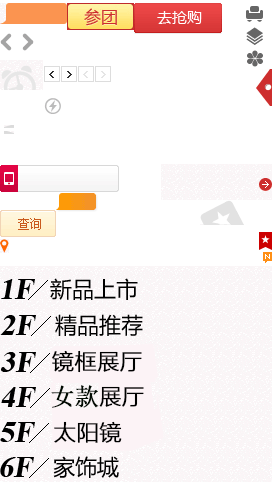 参团 去抢购
查询
N
1F/ 新品上市
2F/ 精品推荐
3F/ 镜框展厅
4F/ 女款展厅
5F/ 太阳镜
6F/ 家饰城